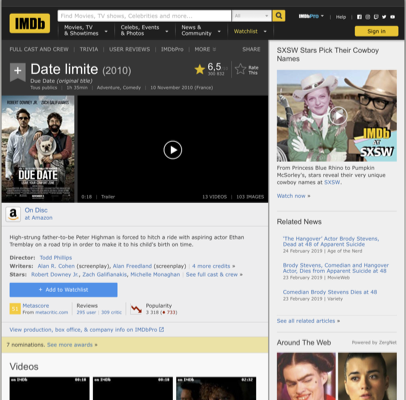 IMDb
Find Movies, TV shows, Celebrities and more...
All
IMDbPro
Help
Movies, TV
& Showtimes
Celebs, Events
& Photos
News &
Community
Watchlist
Sign in
FULL CAST AND CREW | TRIVIA | USER REVIEWS | IMDbPro | MORE
SHARE
Date limite (2010)
Due Date (original title)
Tous publics | 1h 35min | Adventure, Comedy | 10 November 2010 (France)
6,5
Rate
This
ROBERT DOWNEY JR. ZACH GALIFIANAKIS
DUE DATE
0:18 | Trailer
13 VIDEOS | 103 IMAGES
a
On Disc
at Amazon
High-strung father-to-be Peter Highman is forced to hitch a ride with aspiring actor Ethan
Tremblay on a road trip in order to make it to his child's birth on time.
Director: Todd Phillips
Writers: Alan R. Cohen (screenplay), Alan Freedland (screenplay) | 4 more credits »
Stars: Robert Downey Jr., Zach Galifianakis, Michelle Monaghan | See full cast & crew »
+ Add to Watchlist
Metascore
From metacritic.com
Reviews
295 user | 309 critic
Popularity
3 318
View production, box office, & company info on IMDbPro
7 nominations. See more awards »
Videos
SXSW Stars Pick Their Cowboy
Names
IMDb
AT
SXSW
From Princess Blue Rhino to Pumpkin
McSorley's, stars reveal their very unique
cowboy names at SXSW.
Watch now »
Related News
'The Hangover' Actor Brody Stevens,
Dead at 48 of Apparent Suicide
24 February 2019 | Age of the Nerd
Brody Stevens, Comedian and Hangover
Actor, Dies from Apparent Suicide at 48
23 February 2019 | MovieWeb
Comedian Brody Stevens Dies at 48
23 February 2019 | Variety
See all related articles »
Around The Web
Powered by ZergNet